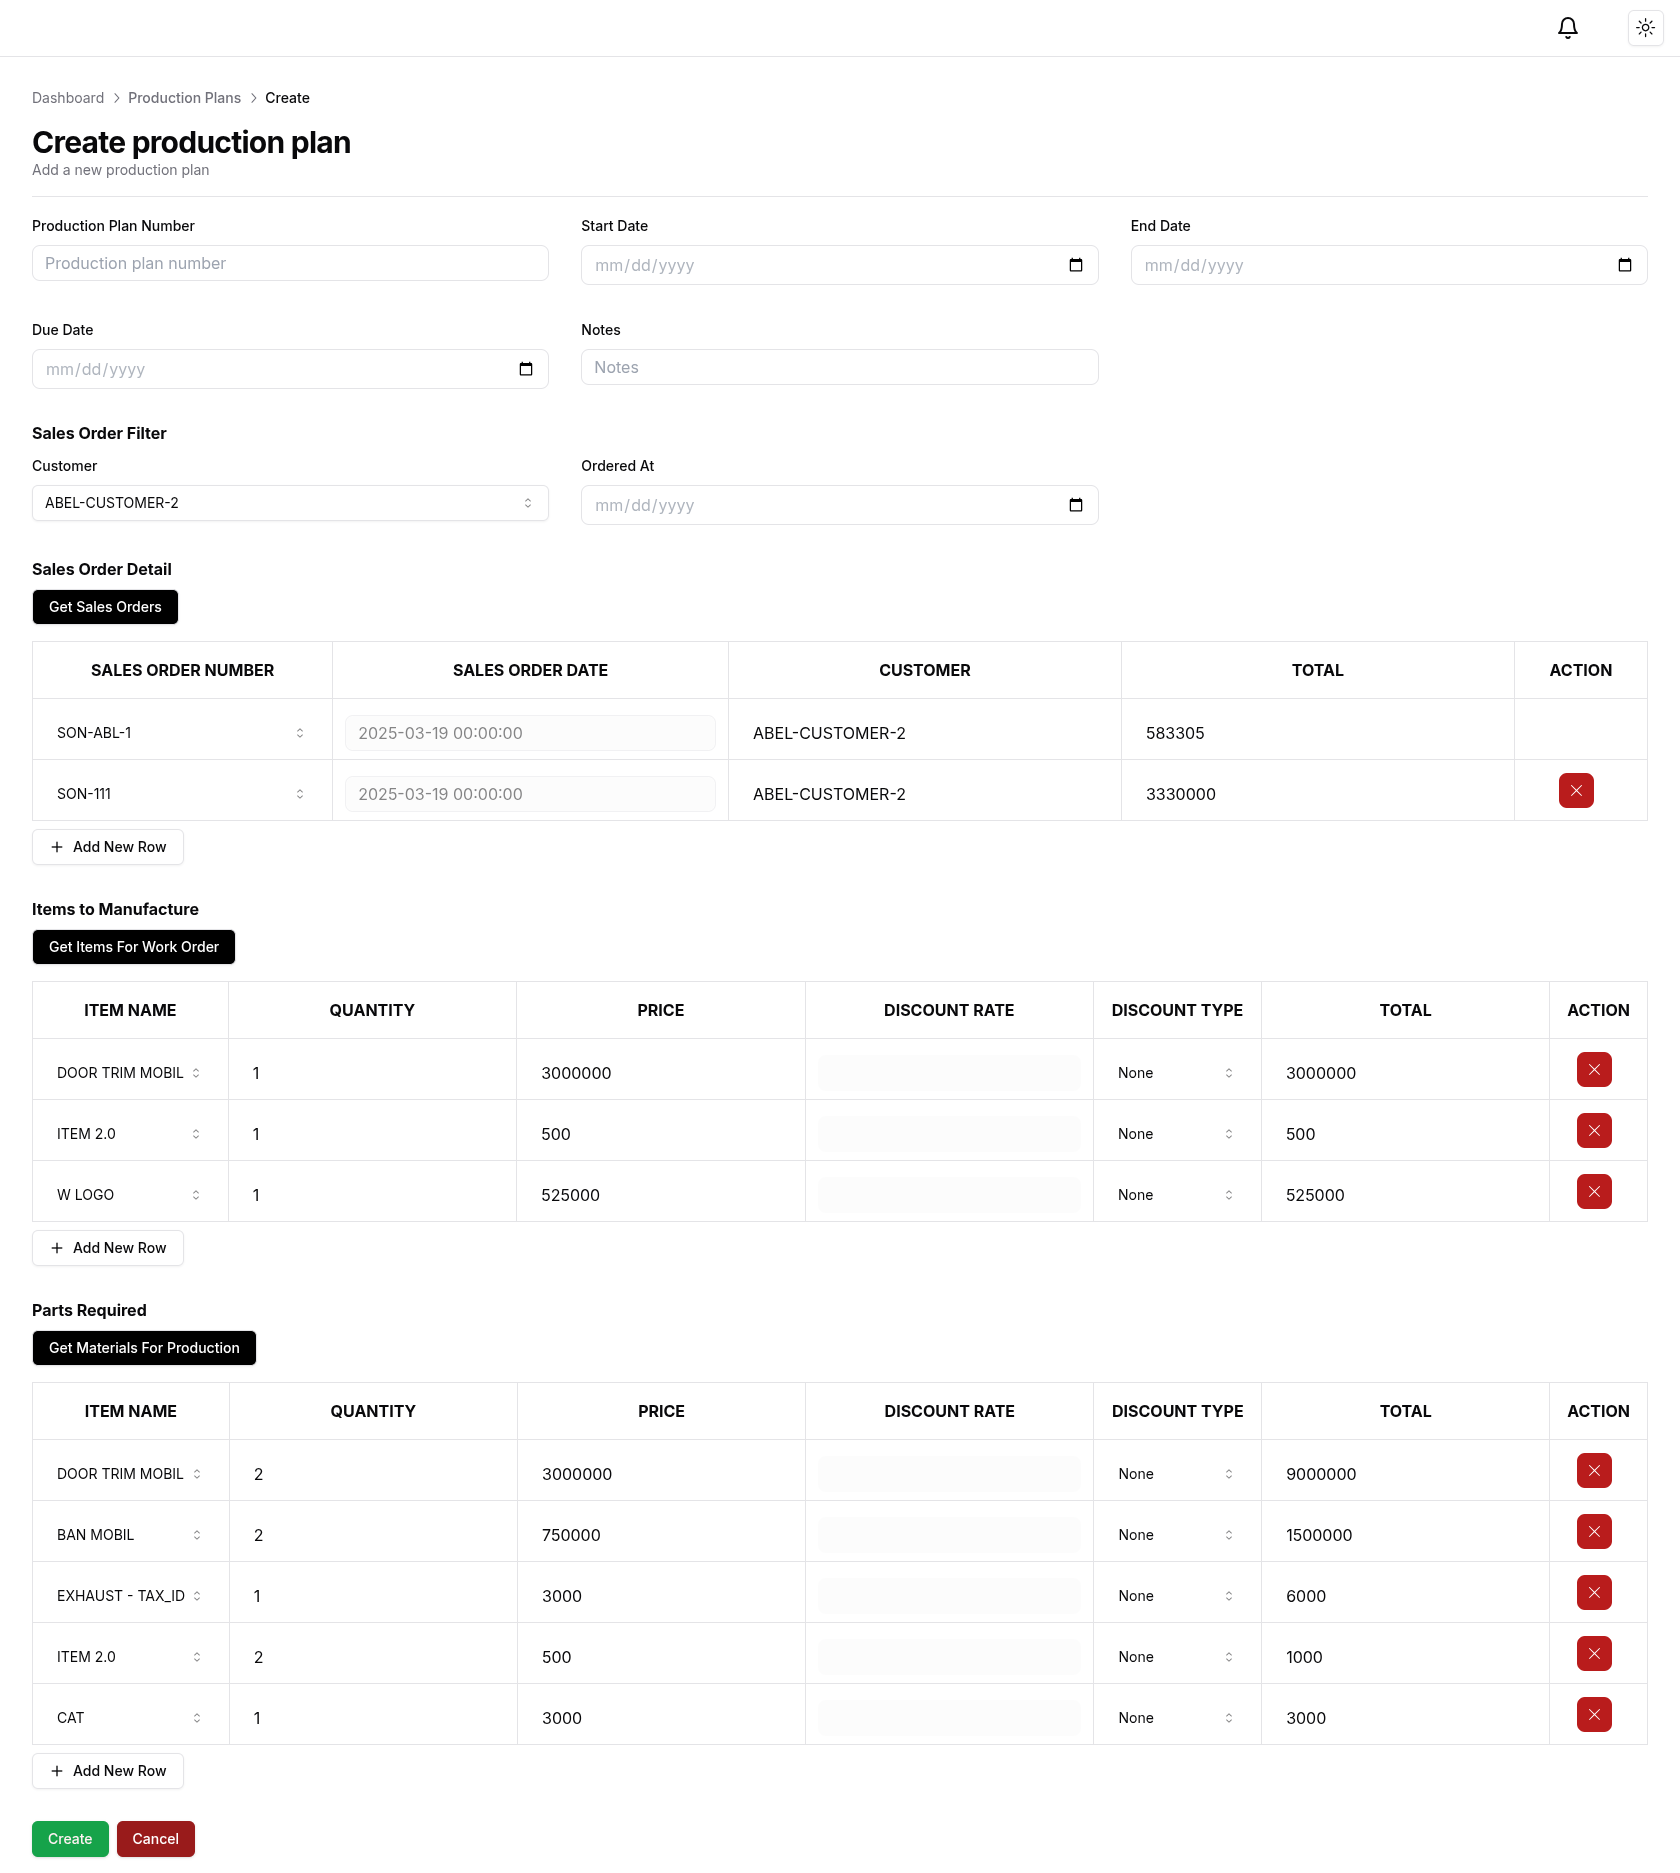 Dashboard > Production Plans > Create
Create production plan
Add a new production plan
Production Plan Number Start Date End Date
Production plan number mm/dd/yyyy mm/dd/yyyy
Due Date Notes
mm/dd/yyyy Notes
Sales Order Filter
Customer Ordered At
ABEL-CUSTOMER-2 mm/dd/yyyy
Sales Order Detail
Get Sales Orders
SALES ORDER NUMBER SALES ORDER DATE CUSTOMER TOTAL ACTION
SON-ABL-1 2025-03-19 00:00:00 ABEL-CUSTOMER-2 583305
SON-111 2025-03-19 00:00:00 ABEL-CUSTOMER-2 3330000
+ Add New Row
Items to Manufacture
Get Items For Work Order
ITEM NAME QUANTITY PRICE DISCOUNT RATE DISCOUNT TYPE TOTAL ACTION
DOOR TRIM MOBIL 1 3000000 None 3000000
ITEM 2.0 1 500 None 500
W LOGO 1 525000 None 525000
+ Add New Row
Parts Required
Get Materials For Production
ITEM NAME QUANTITY PRICE DISCOUNT RATE DISCOUNT TYPE TOTAL ACTION
DOOR TRIM MOBIL 2 3000000 None 9000000
BAN MOBIL 2 750000 None 1500000
EXHAUST - TAX_ID 1 3000 None 6000
ITEM 2.0 2 500 None 1000
CAT 1 3000 None 3000
+ Add New Row
Create Cancel